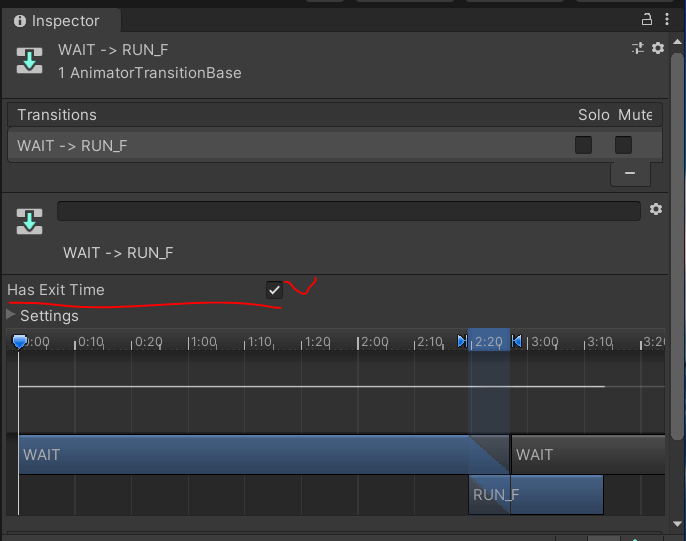 Inspector
WAIT -> RUN_F
1 AnimatorTransitionBase
Transitions Solo Mute
WAIT -> RUN_F
WAIT -> RUN_F
Has Exit Time
Settings
0:00 0:10 0:20 1:00 1:10 1:20 2:00 2:10 2:20 3:00 3:10 3:20
WAIT WAIT
RUN_F